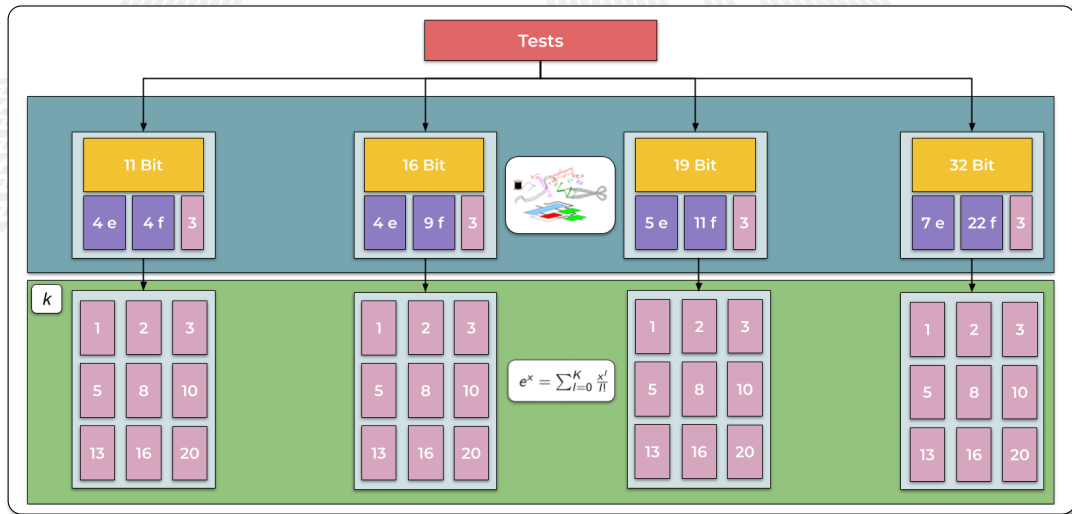 Tests
11 Bit
4 e 4 f 3
16 Bit
4 e 9 f 3
19 Bit
5 e 11 f 3
32 Bit
7 e 22 f 3
k
1 2 3
5 8 10
13 16 20
1 2 3
5 8 10
13 16 20
e^x = ∑_{l=0}^{K} x^l / l!
1 2 3
5 8 10
13 16 20
1 2 3
5 8 10
13 16 20